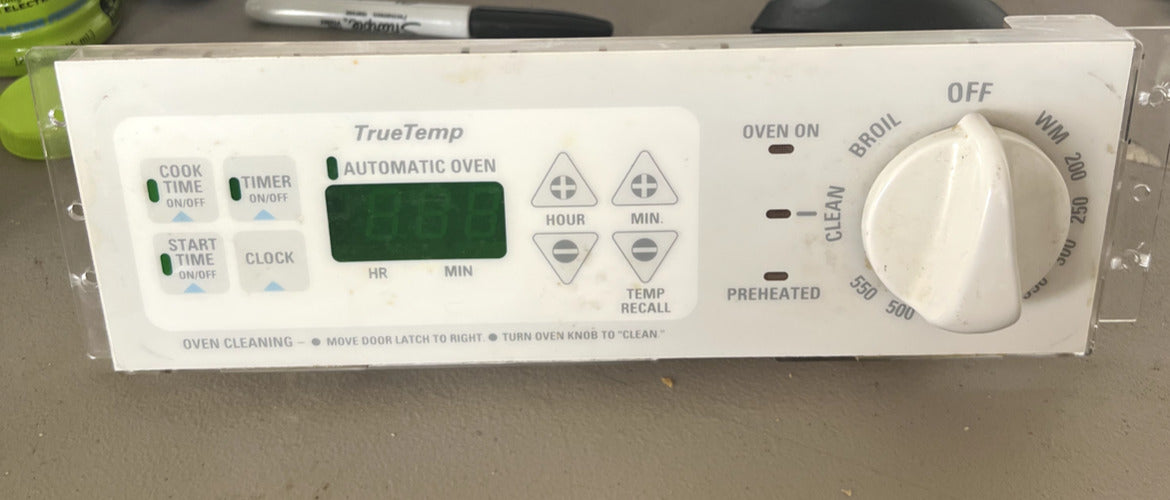 Sharpie
TrueTemp
AUTOMATIC OVEN
COOK
TIME
ON/OFF
TIMER
ON/OFF
START
TIME
ON/OFF
CLOCK
HR MIN
HOUR
MIN.
TEMP
RECALL
OVEN CLEANING – ● MOVE DOOR LATCH TO RIGHT. ● TURN OVEN KNOB TO "CLEAN."
OVEN ON
PREHEATED
OFF
WM
200
250
300
500
550
CLEAN
BROIL